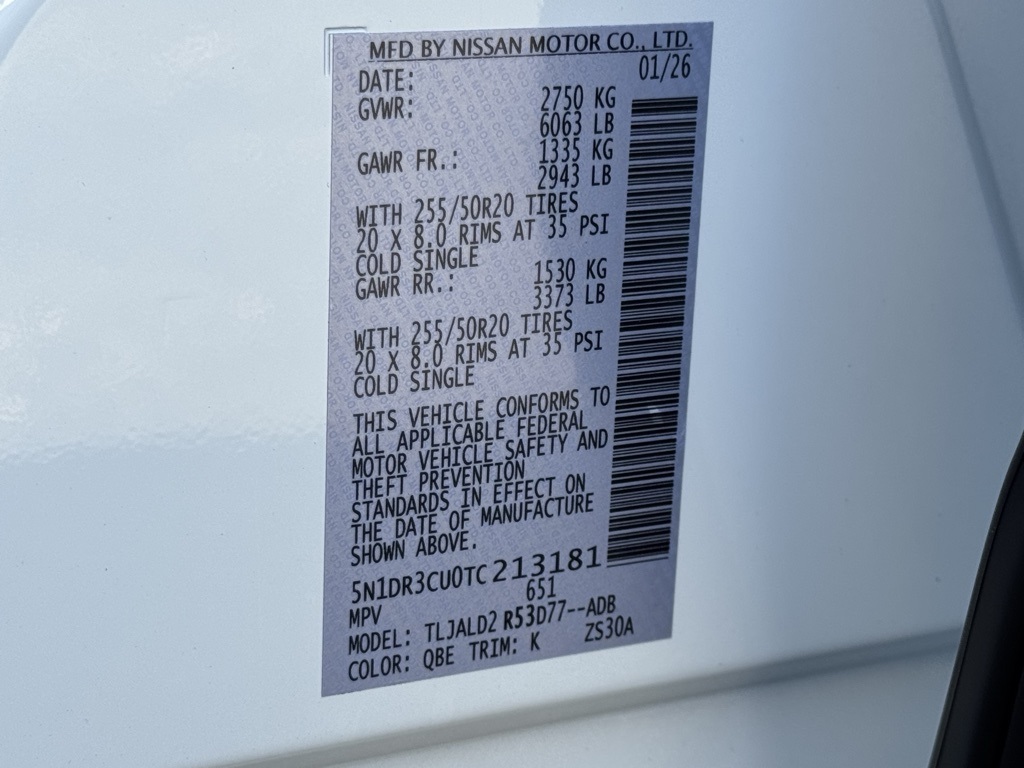 MFD BY NISSAN MOTOR CO., LTD.
DATE: 01/26
GVWR: 2750 KG
6063 LB
GAWR FR.: 1335 KG
2943 LB
WITH 255/50R20 TIRES
20 X 8.0 RIMS AT 35 PSI
COLD SINGLE
GAWR RR.: 1530 KG
3373 LB
WITH 255/50R20 TIRES
20 X 8.0 RIMS AT 35 PSI
COLD SINGLE
THIS VEHICLE CONFORMS TO
ALL APPLICABLE FEDERAL
MOTOR VEHICLE SAFETY AND
THEFT PREVENTION
STANDARDS IN EFFECT ON
THE DATE OF MANUFACTURE
SHOWN ABOVE.
5N1DR3CU0TC213181
MPV 651
MODEL: TLJALD2 R53D77--ADB
COLOR: QBE TRIM: K ZS30A